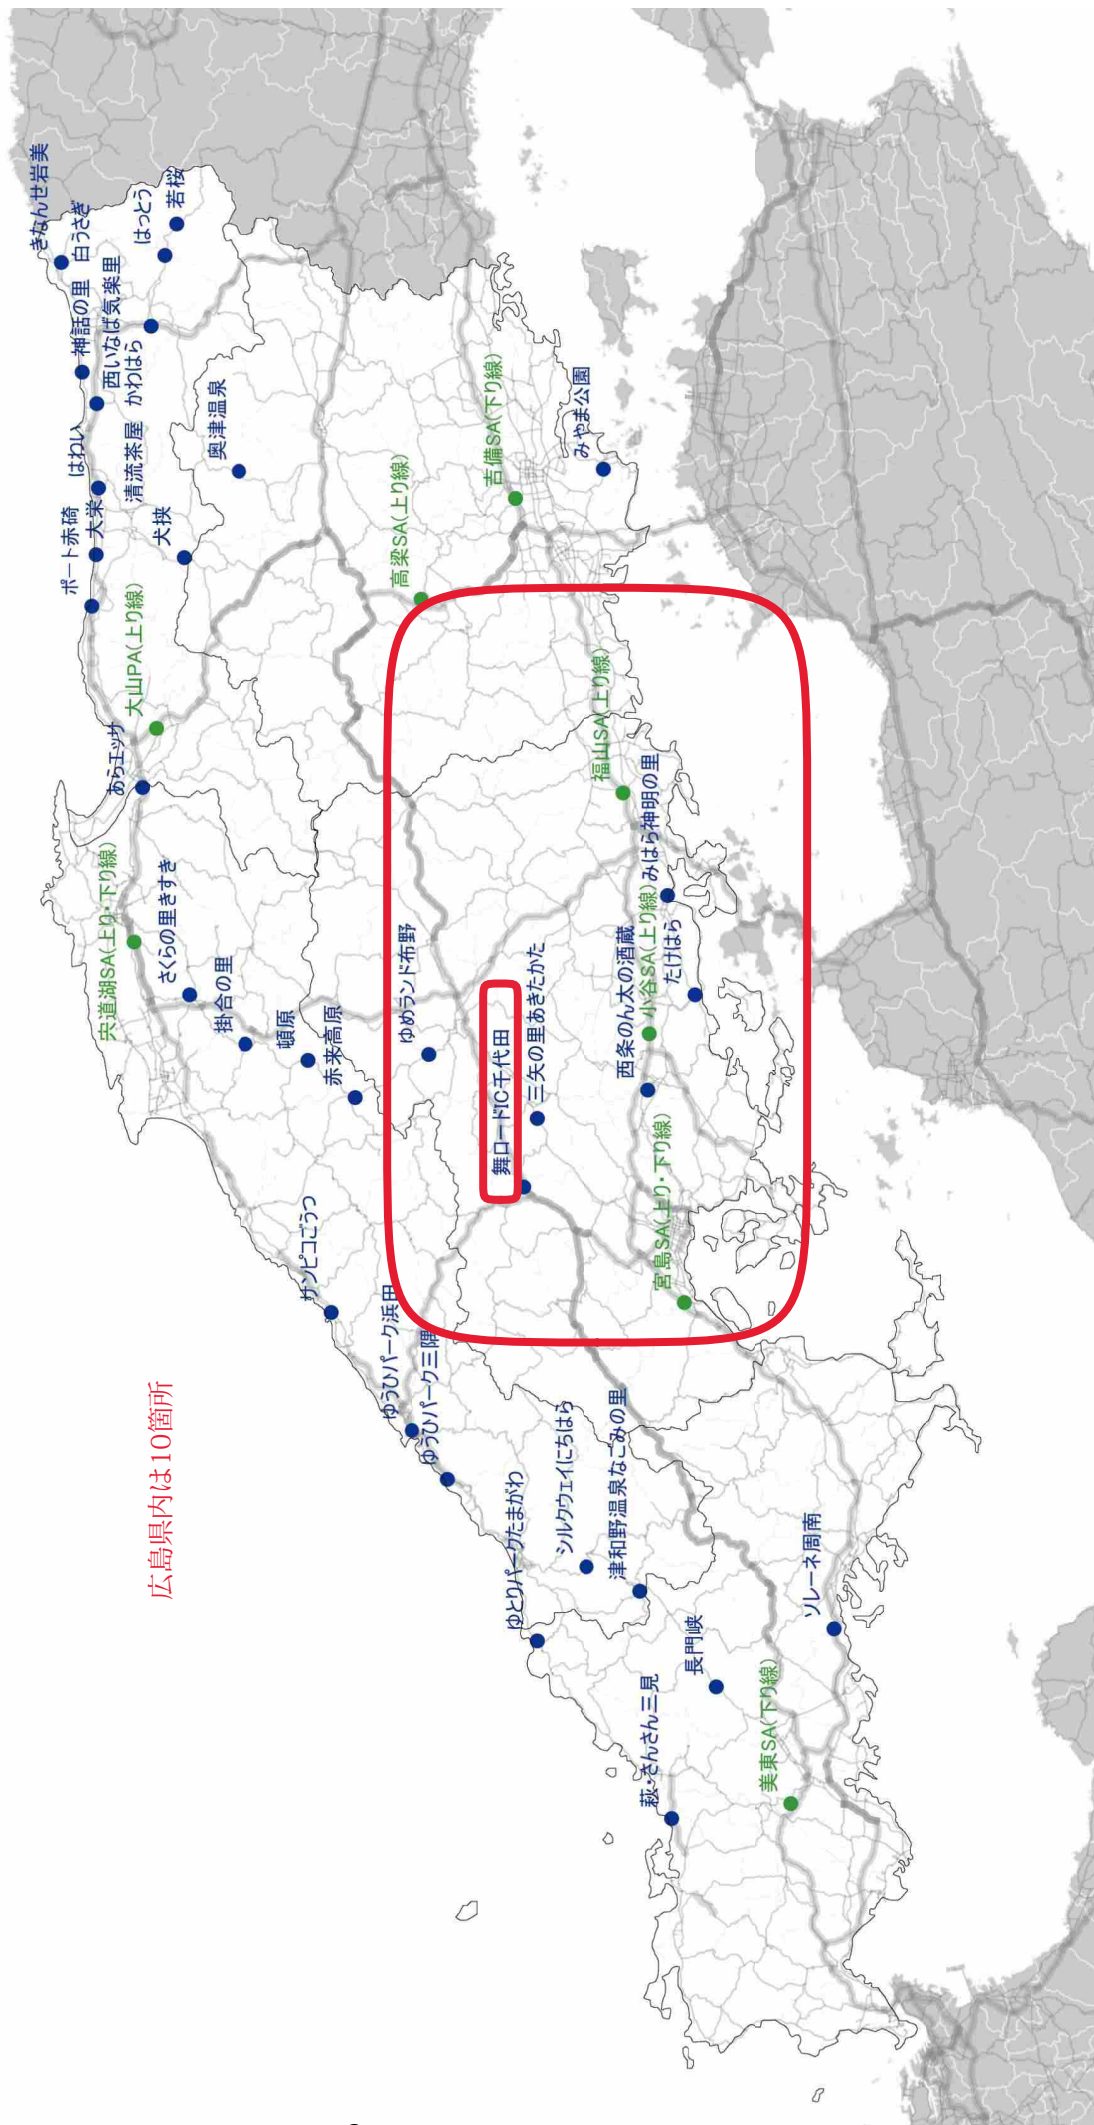 広島県内は10箇所
きなんせ岩美
白うさぎ
はっとう
若桜
神話の里
西いなば気楽里
かわはら
はわい
清流茶屋
ポート赤碕
大栄
犬挟
奥津温泉
大山PA(上り線)
あらエッサ
高梁SA(上り線)
吉備SA(下り線)
みやま公園
福山SA(上り線)
みはら神明の里
小谷SA(上り線)
たけはら
西条のん太の酒蔵
宍道湖SA(上り・下り線)
さくらの里きすき
掛合の里
頓原
赤来高原
ゆめランド布野
舞ロードIC千代田
三矢の里あきたかた
宮島SA(上り・下り線)
サンピコごうつ
ゆうひパーク浜田
ゆうひパーク三隅
ゆとりパークたまがわ
シルクウェイにちはら
津和野温泉なごみの里
萩・さんさん三見
長門峡
美東SA(下り線)
ソレーネ周南